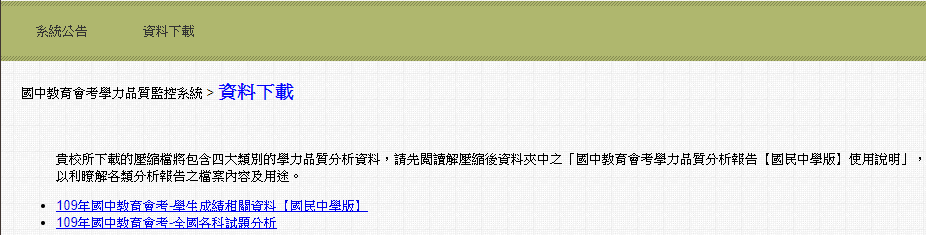 系統公告 資料下載
國中教育會考學力品質監控系統 > 資料下載
貴校所下載的壓縮檔將包含四大類別的學力品質分析資料，請先閱讀解壓縮後資料夾中之「國中教育會考學力品質分析報告【國民中學版】使用說明」，
以利瞭解各類分析報告之檔案內容及用途。
• 109年國中教育會考-學生成績相關資料【國民中學版】
• 109年國中教育會考-全國各科試題分析